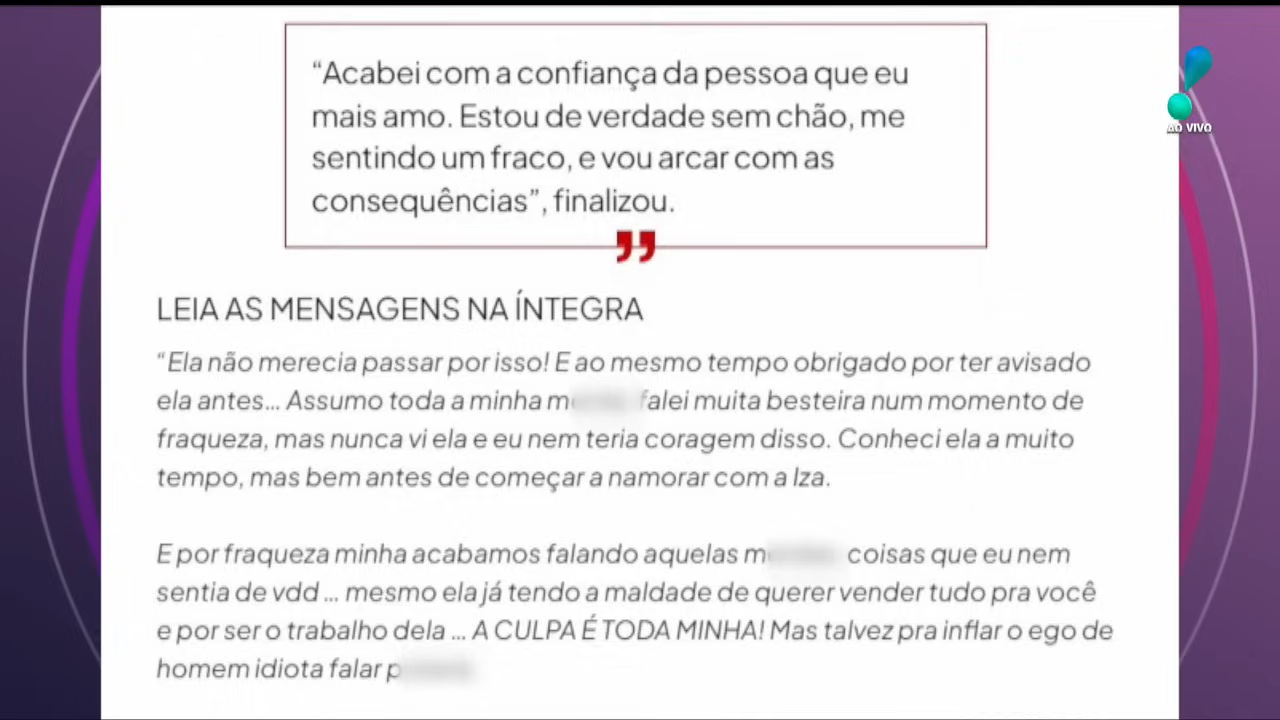 “Acabei com a confiança da pessoa que eu
mais amo. Estou de verdade sem chão, me
sentindo um fraco, e vou arcar com as
consequências”, finalizou.
”
AO VIVO
LEIA AS MENSAGENS NA ÍNTEGRA
“Ela não merecia passar por isso! E ao mesmo tempo obrigado por ter avisado
ela antes... Assumo toda a minha falei muita besteira num momento de
fraqueza, mas nunca vi ela e eu nem teria coragem disso. Conheci ela a muito
tempo, mas bem antes de começar a namorar com a Iza.
E por fraqueza minha acabamos falando aquelas coisas que eu nem
sentia de vdd ... mesmo ela já tendo a maldade de querer vender tudo pra você
e por ser o trabalho dela ... A CULPA É TODA MINHA! Mas talvez pra inflar o ego de
homem idiota falar